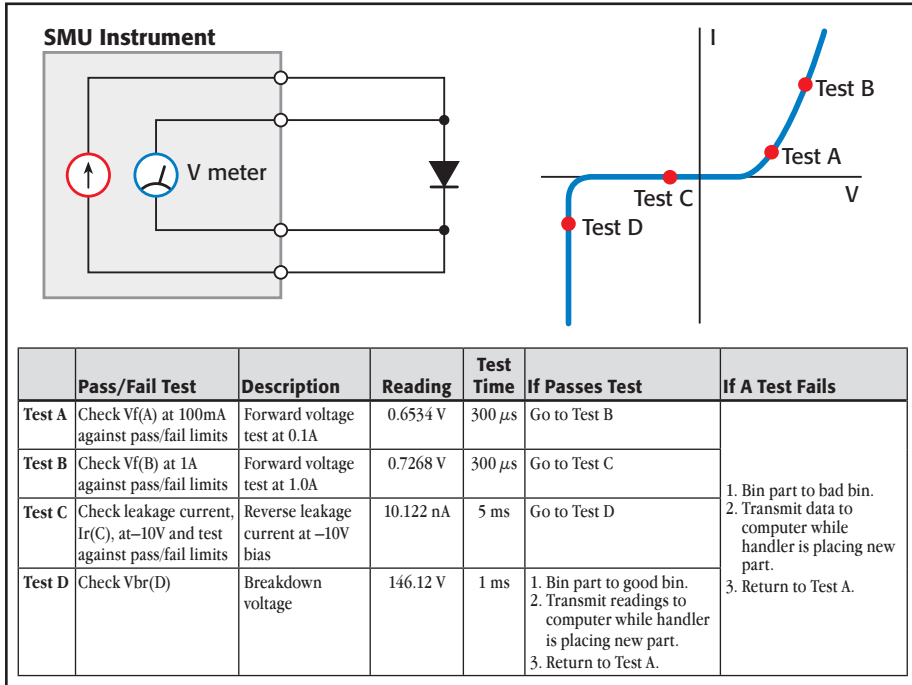 SMU Instrument
V meter
I
Test B
Test A
V
Test C
Test D
Pass/Fail Test
Description
Reading
Test
Time
If Passes Test
If A Test Fails
Test A
Check Vf(A) at 100mA
against pass/fail limits
Forward voltage
test at 0.1A
0.6534 V
300 µs
Go to Test B
Test B
Check Vf(B) at 1A
against pass/fail limits
Forward voltage
test at 1.0A
0.7268 V
300 µs
Go to Test C
Test C
Check leakage current,
Ir(C), at–10V and test
against pass/fail limits
Reverse leakage
current at –10V
bias
10.122 nA
5 ms
Go to Test D
Test D
Check Vbr(D)
Breakdown
voltage
146.12 V
1 ms
1. Bin part to good bin.
2. Transmit readings to
computer while handler
is placing new part.
3. Return to Test A.
1. Bin part to bad bin.
2. Transmit data to
computer while
handler is placing new
part.
3. Return to Test A.